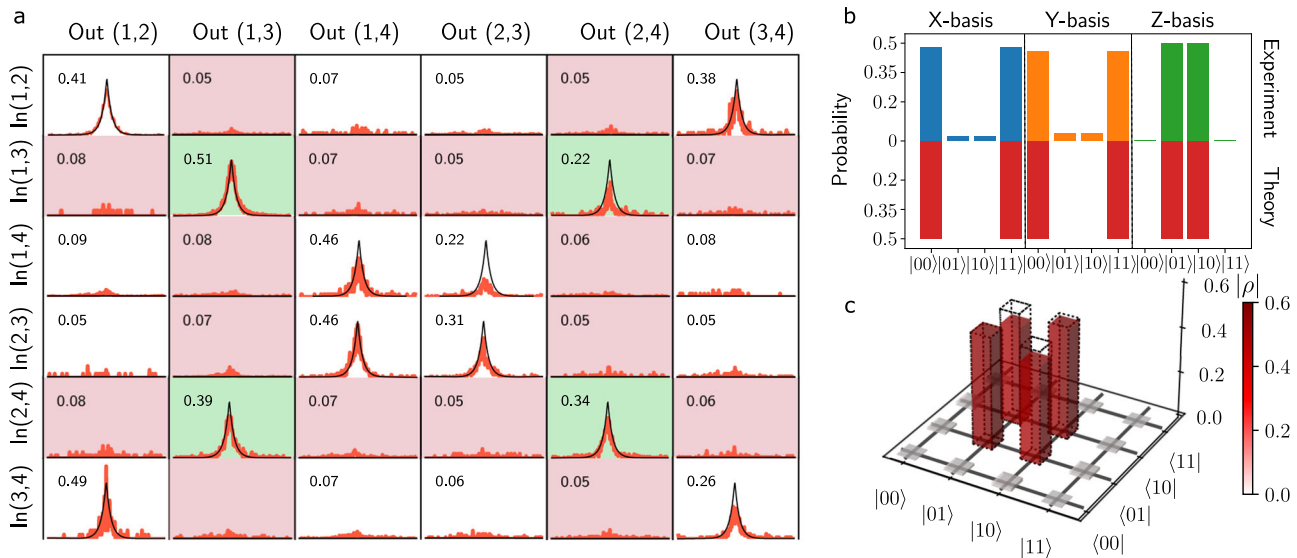 a
Out (1,2) Out (1,3) Out (1,4) Out (2,3) Out (2,4) Out (3,4)
In(1,2) 0.41 0.05 0.07 0.05 0.05 0.38
In(1,3) 0.08 0.51 0.07 0.05 0.22 0.07
In(1,4) 0.09 0.08 0.46 0.22 0.06 0.08
In(2,3) 0.05 0.07 0.46 0.31 0.05 0.05
In(2,4) 0.08 0.39 0.07 0.05 0.34 0.06
In(3,4) 0.49 0.07 0.06 0.05 0.26
b
X-basis Y-basis Z-basis
Probability
0.5
0.35
0.2
0
0.2
0.35
0.5
Experiment
Theory
|00⟩ |01⟩ |10⟩ |11⟩ |00⟩ |01⟩ |10⟩ |11⟩ |00⟩ |01⟩ |10⟩ |11⟩
c
0.6
0.4
0.2
0.0
|ρ|
0.6
0.4
0.2
0.0
|00⟩
|01⟩
|10⟩
|11⟩
⟨11|
⟨10|
⟨01|
⟨00|